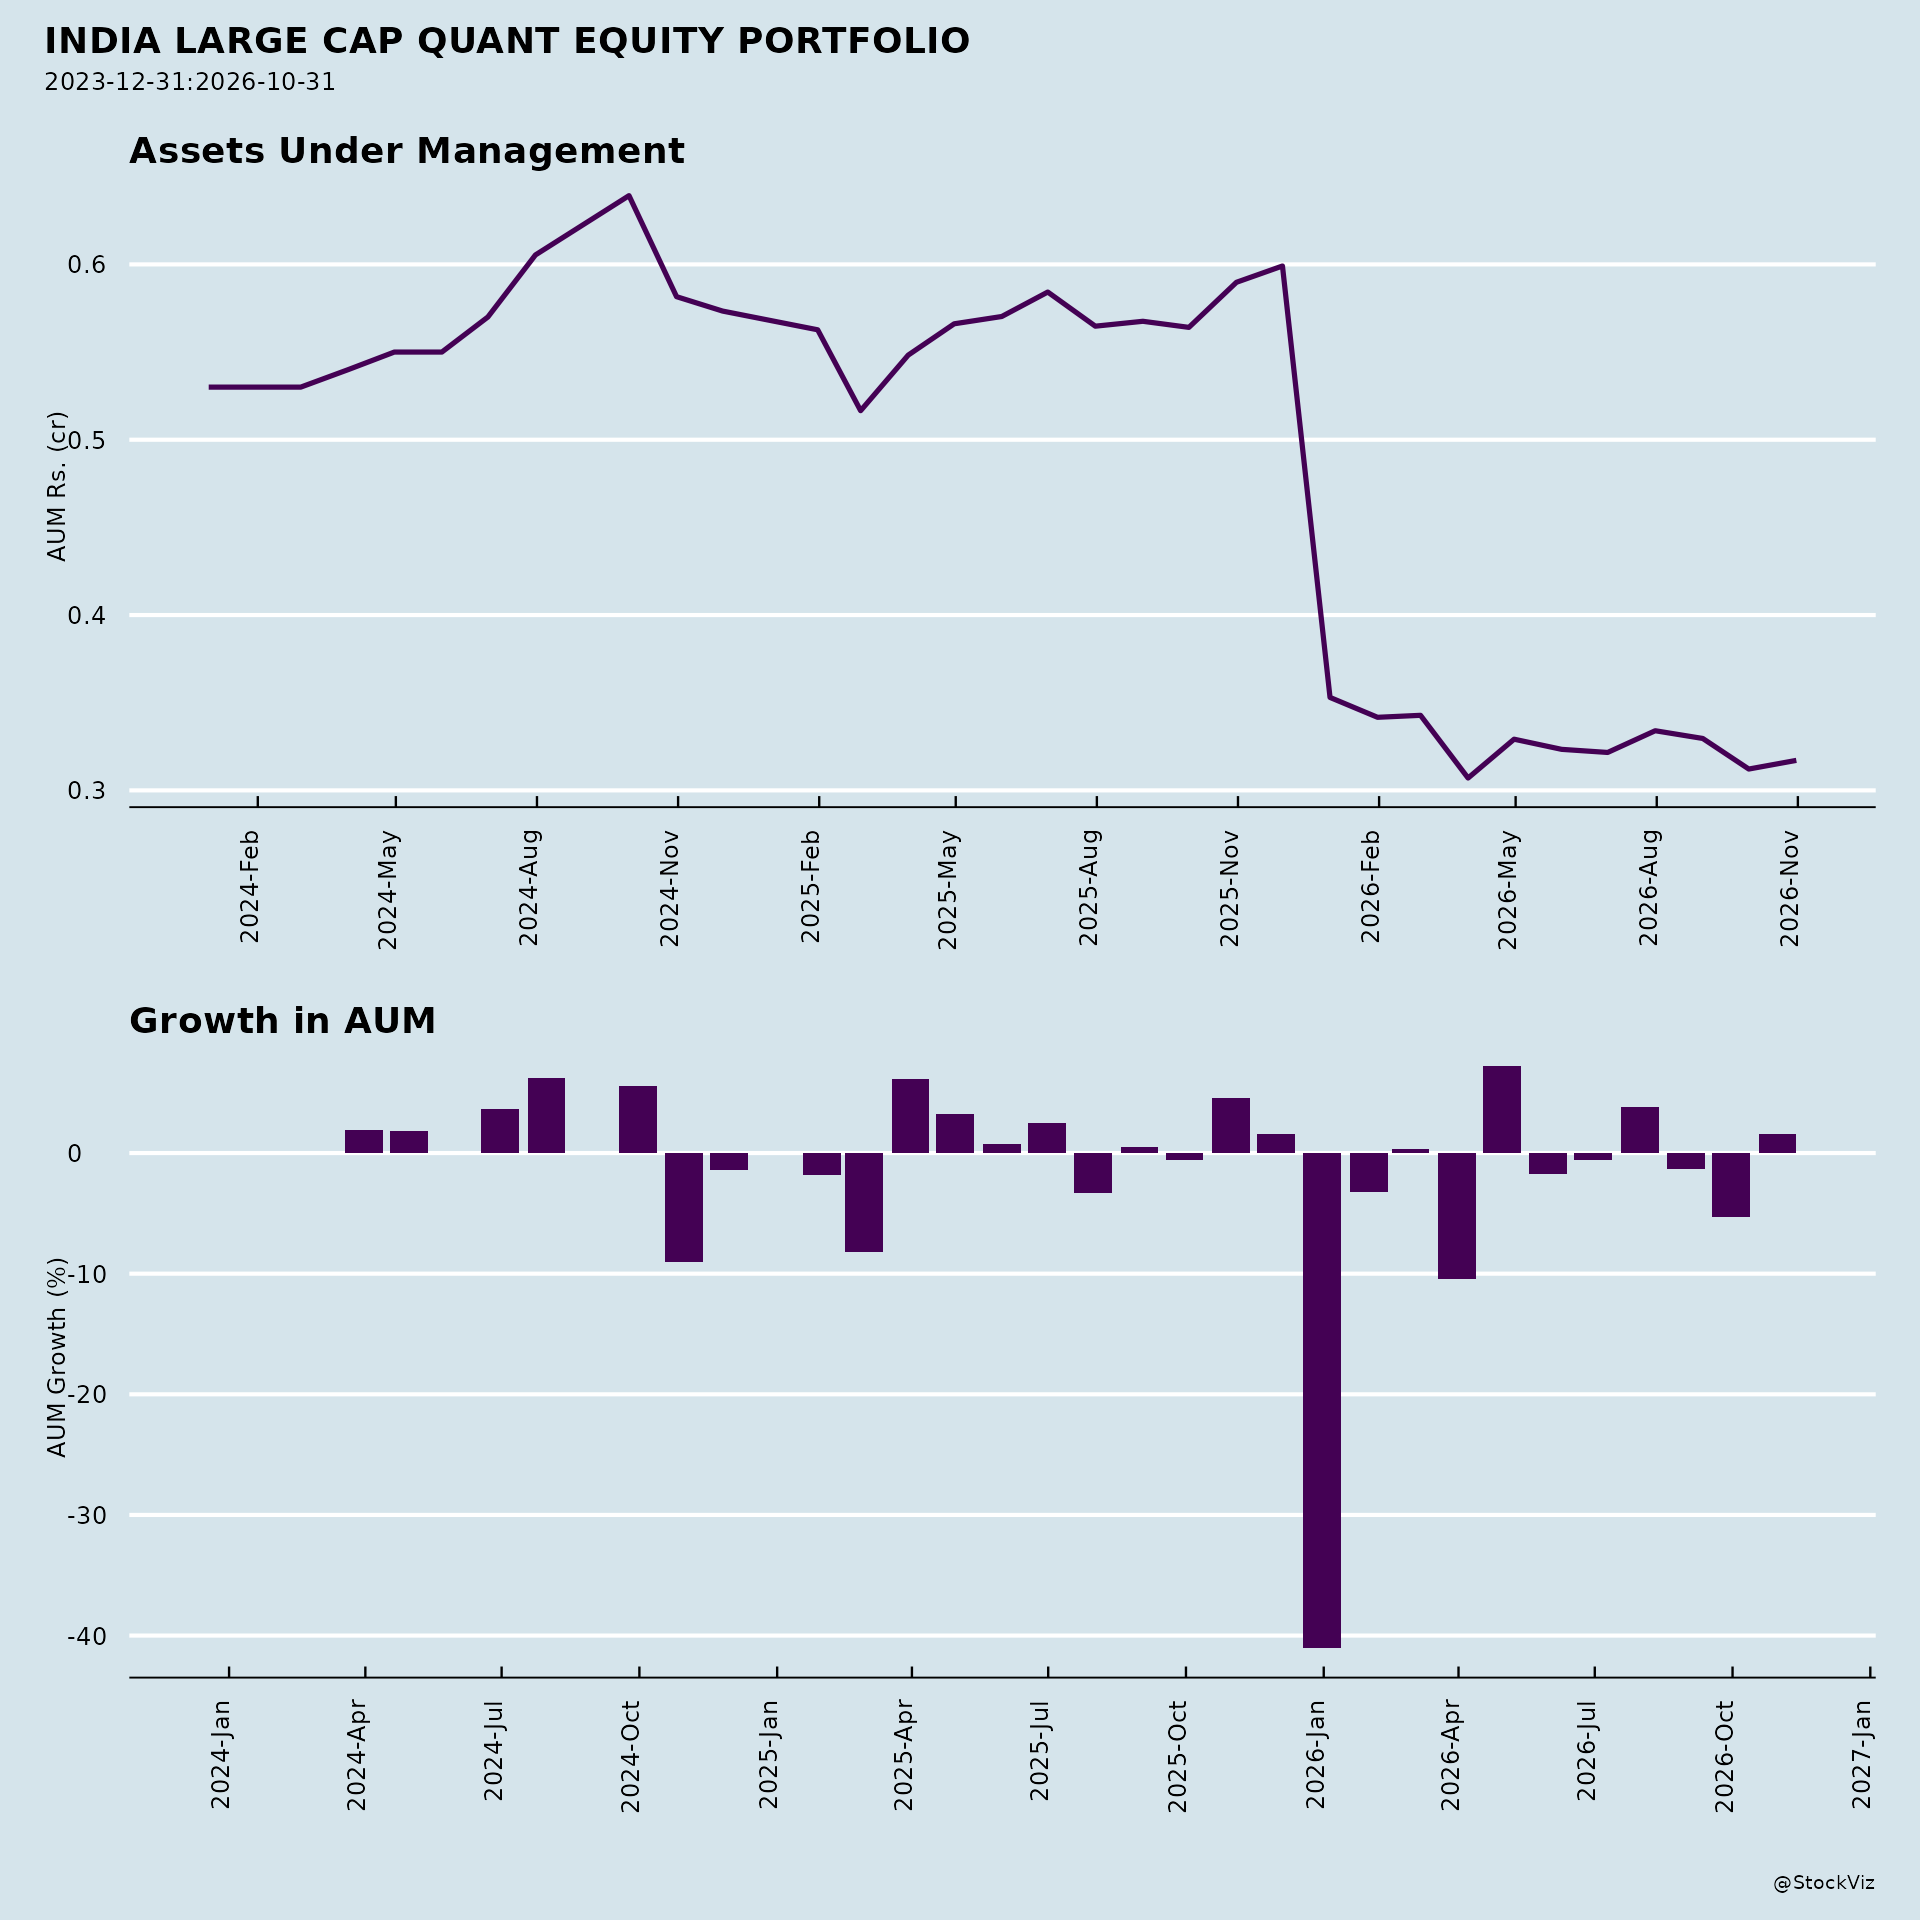 INDIA LARGE CAP QUANT EQUITY PORTFOLIO
2023-12-31:2026-10-31
Assets Under Management
AUM Rs. (cr)
0.6
0.5
0.4
0.3
2024-Feb
2024-May
2024-Aug
2024-Nov
2025-Feb
2025-May
2025-Aug
2025-Nov
2026-Feb
2026-May
2026-Aug
2026-Nov
Growth in AUM
AUM Growth (%)
0
-10
-20
-30
-40
2024-Jan
2024-Apr
2024-Jul
2024-Oct
2025-Jan
2025-Apr
2025-Jul
2025-Oct
2026-Jan
2026-Apr
2026-Jul
2026-Oct
2027-Jan
@StockViz